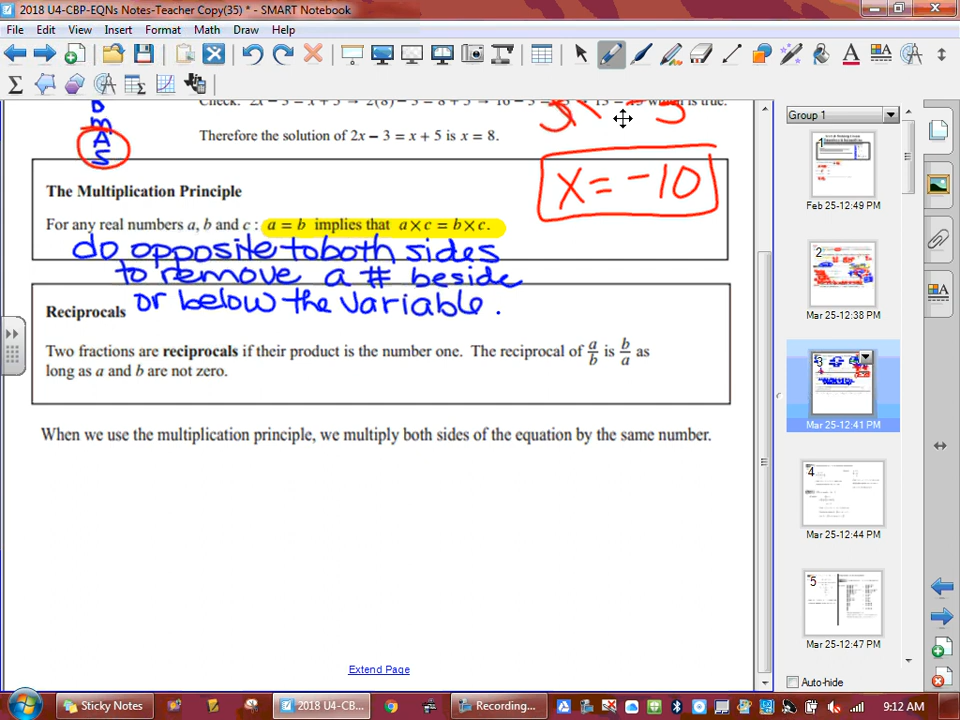 2018 U4-CBP-EQNs Notes-Teacher Copy(35) * - SMART Notebook
File Edit View Insert Format Math Draw Help
D
M
A
S
Therefore the solution of 2x − 3 = x + 5 is x = 8.
x = -10
The Multiplication Principle
For any real numbers a, b and c : a = b implies that a × c = b × c.
do opposite to both sides
to remove a # beside
or below the variable.
Reciprocals
Two fractions are reciprocals if their product is the number one. The reciprocal of a/b is b/a as
long as a and b are not zero.
When we use the multiplication principle, we multiply both sides of the equation by the same number.
Extend Page
Group 1
1
Feb 25-12:49 PM
2
Mar 25-12:38 PM
3
Mar 25-12:41 PM
4
Mar 25-12:44 PM
5
Mar 25-12:47 PM
Auto-hide
Sticky Notes
2018 U4-CB...
Recording...
9:12 AM